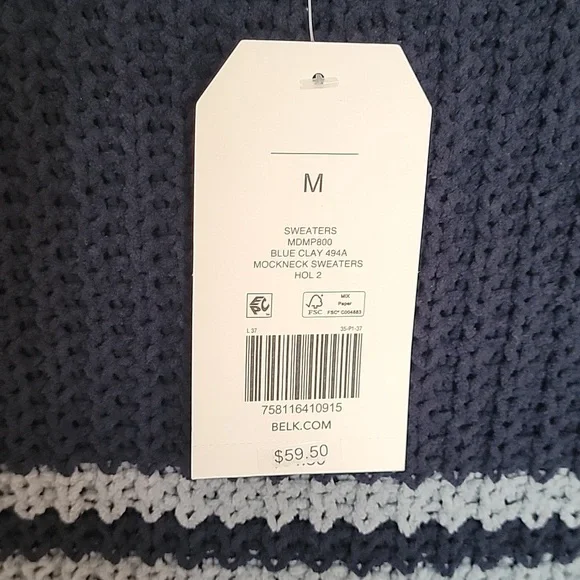 M
SWEATERS
MDMP800
BLUE CLAY 494A
MOCKNECK SWEATERS
HOL 2
MIX
Paper
FSC
FSC® C004883
L 37 35-P1-37
758116410915
BELK.COM
$59.50